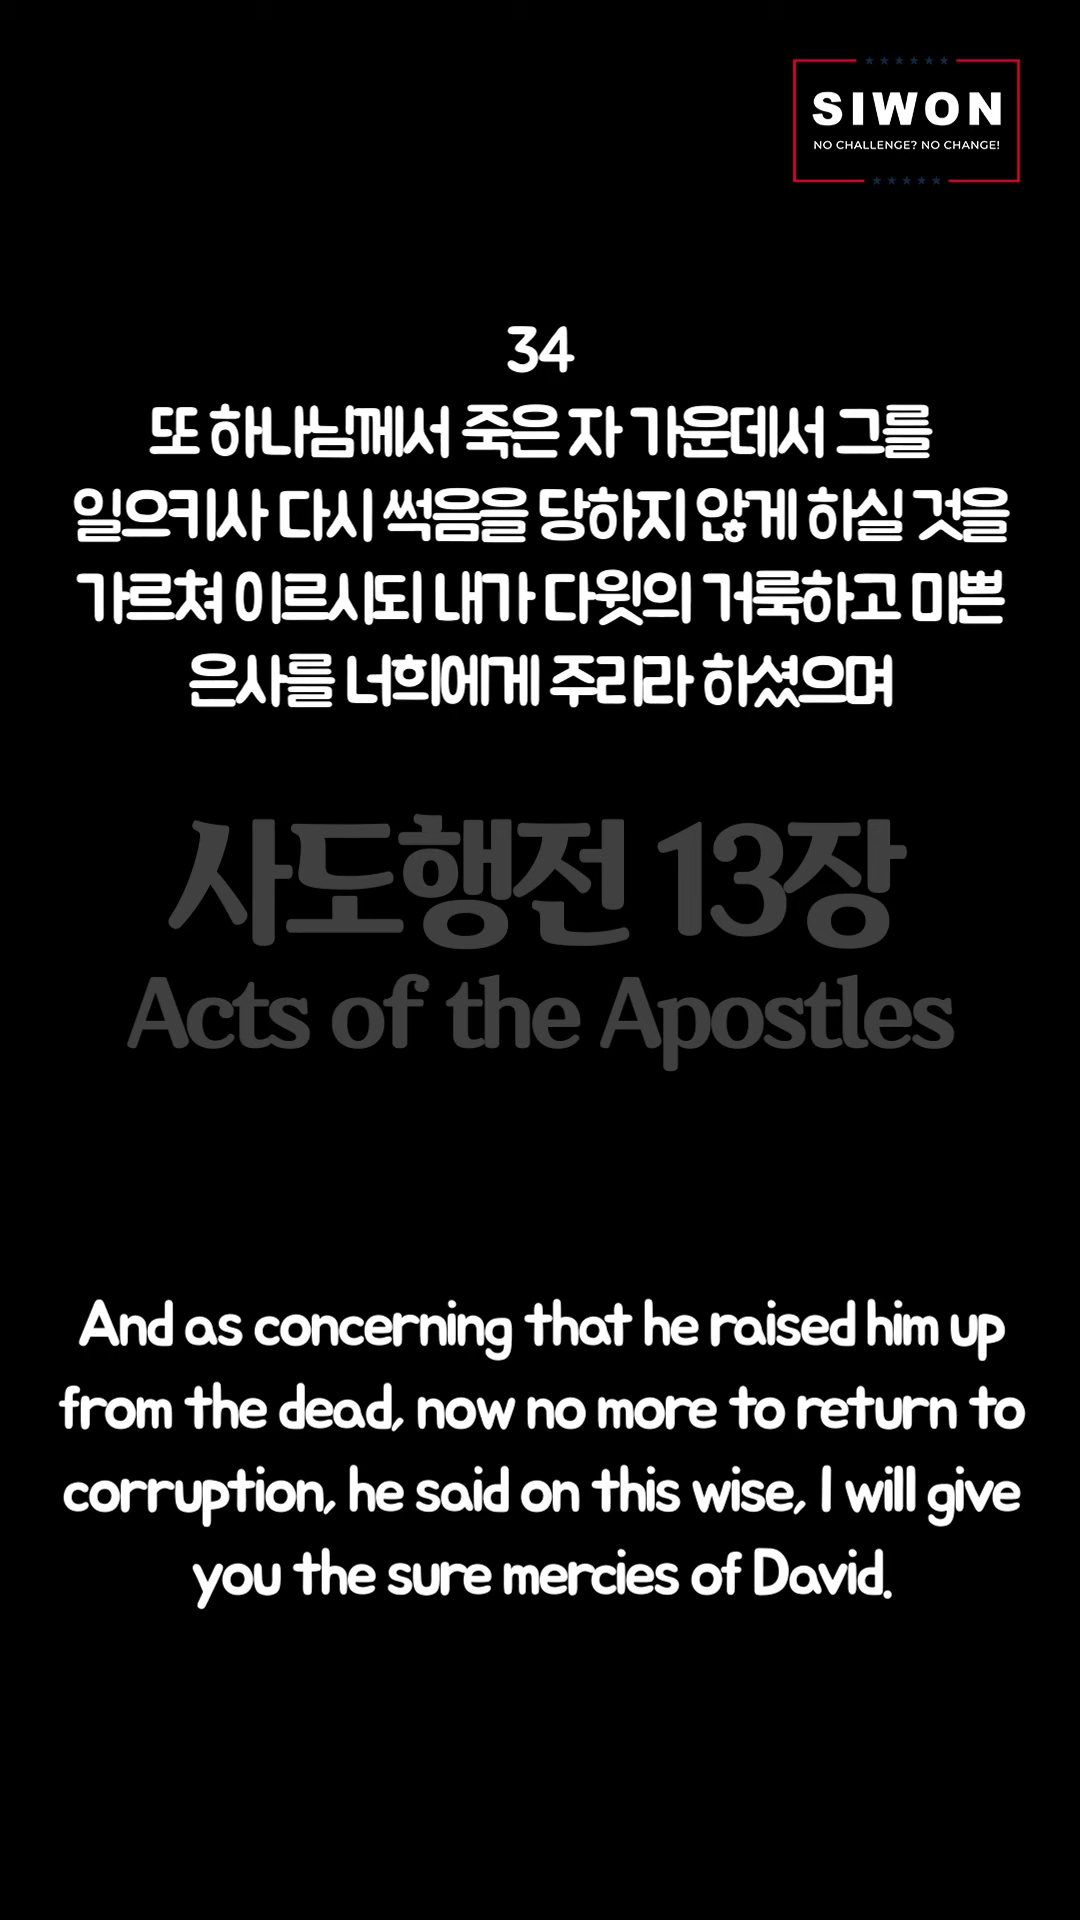 SIWON
NO CHALLENGE? NO CHANGE!
34
또 하나님께서 죽은 자 가운데서 그를
일으키사 다시 썩음을 당하지 않게 하실 것을
가르쳐 이르시되 내가 다윗의 거룩하고 미쁜
은사를 너희에게 주리라 하셨으며
사도행전 13장
Acts of the Apostles
And as concerning that he raised him up
from the dead, now no more to return to
corruption, he said on this wise, I will give
you the sure mercies of David.